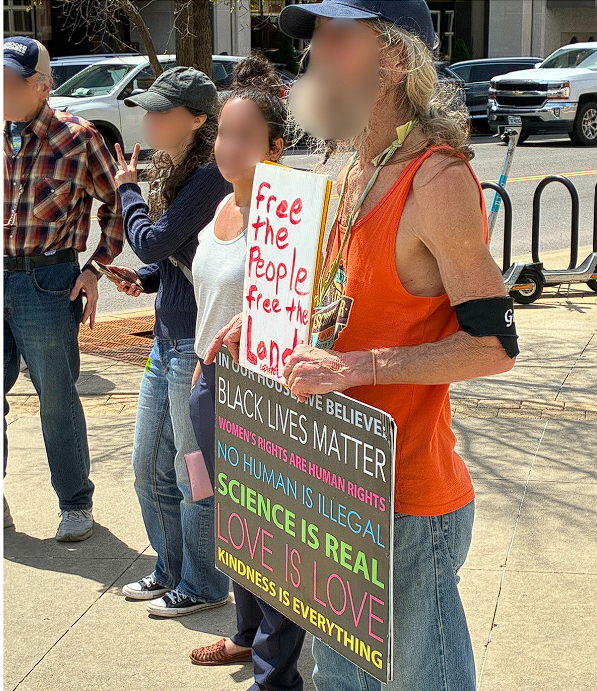 Free
the
People
free the
Land
IN OUR HOUSE WE BELIEVE:
BLACK LIVES MATTER
WOMEN'S RIGHTS ARE HUMAN RIGHTS
NO HUMAN IS ILLEGAL
SCIENCE IS REAL
LOVE IS LOVE
KINDNESS IS EVERYTHING